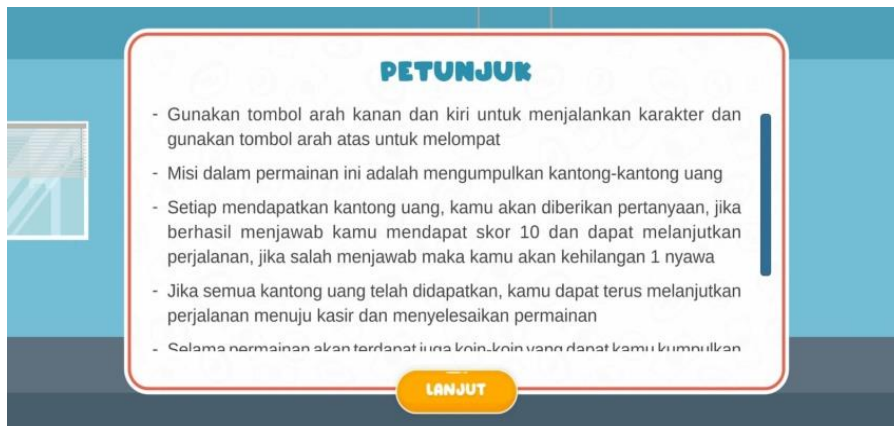 PETUNJUK
- Gunakan tombol arah kanan dan kiri untuk menjalankan karakter dan
gunakan tombol arah atas untuk melompat
- Misi dalam permainan ini adalah mengumpulkan kantong-kantong uang
- Setiap mendapatkan kantong uang, kamu akan diberikan pertanyaan, jika
berhasil menjawab kamu mendapat skor 10 dan dapat melanjutkan
perjalanan, jika salah menjawab maka kamu akan kehilangan 1 nyawa
- Jika semua kantong uang telah didapatkan, kamu dapat terus melanjutkan
perjalanan menuju kasir dan menyelesaikan permainan
- Selama permainan akan terdapat juga koin-koin yang dapat kamu kumpulkan
LANJUT